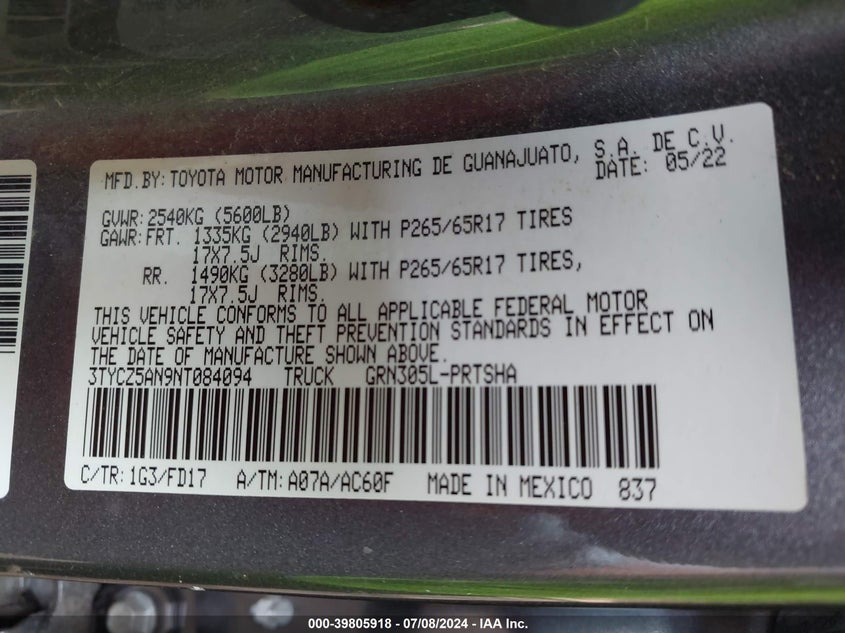 MFD.BY:TOYOTA MOTOR MANUFACTURING DE GUANAJUATO, S.A. DE C.V.
DATE: 05/22
GVWR:2540KG (5600LB)
GAWR:FRT. 1335KG (2940LB) WITH P265/65R17 TIRES
17X7.5J RIMS.
RR. 1490KG (3280LB) WITH P265/65R17 TIRES,
17X7.5J RIMS.
THIS VEHICLE CONFORMS TO ALL APPLICABLE FEDERAL MOTOR
VEHICLE SAFETY AND THEFT PREVENTION STANDARDS IN EFFECT ON
THE DATE OF MANUFACTURE SHOWN ABOVE.
3TYCZ5AN9NT084094 TRUCK GRN305L-PRTSHA
C/TR:1G3/FD17 A/TM:A07A/AC60F MADE IN MEXICO 837
000-39805918 - 07/08/2024 - IAA Inc.